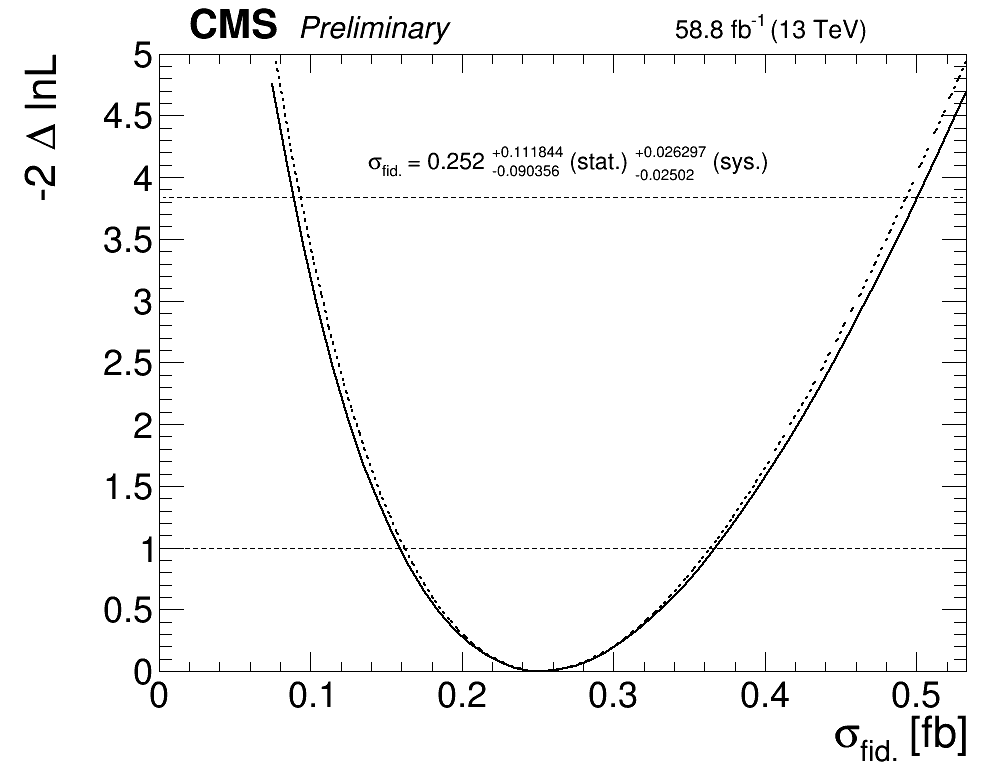 CMS Preliminary 58.8 fb⁻¹ (13 TeV)
-2 Δ lnL
5
4.5
4
3.5
3
2.5
2
1.5
1
0.5
0
σfid. = 0.252 +0.111844 -0.090356 (stat.) +0.026297 -0.02502 (sys.)
0 0.1 0.2 0.3 0.4 0.5
σfid. [fb]